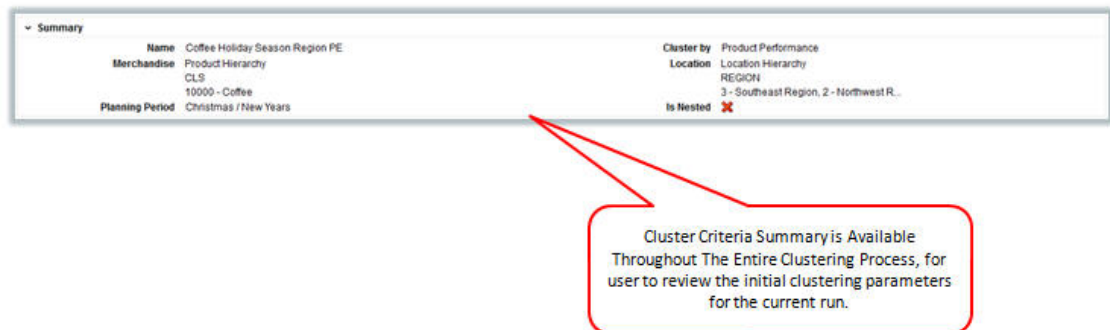 Summary
Name Coffee Holiday Season Region PE Cluster by Product Performance
Merchandise Product Hierarchy Location Location Hierarchy
CLS REGION
10000 - Coffee 3 - Southeast Region, 2 - Northwest R...
Planning Period Christmas / New Years Is Nested
Cluster Criteria Summary is Available
Throughout The Entire Clustering Process, for
user to review the initial clustering parameters
for the current run.